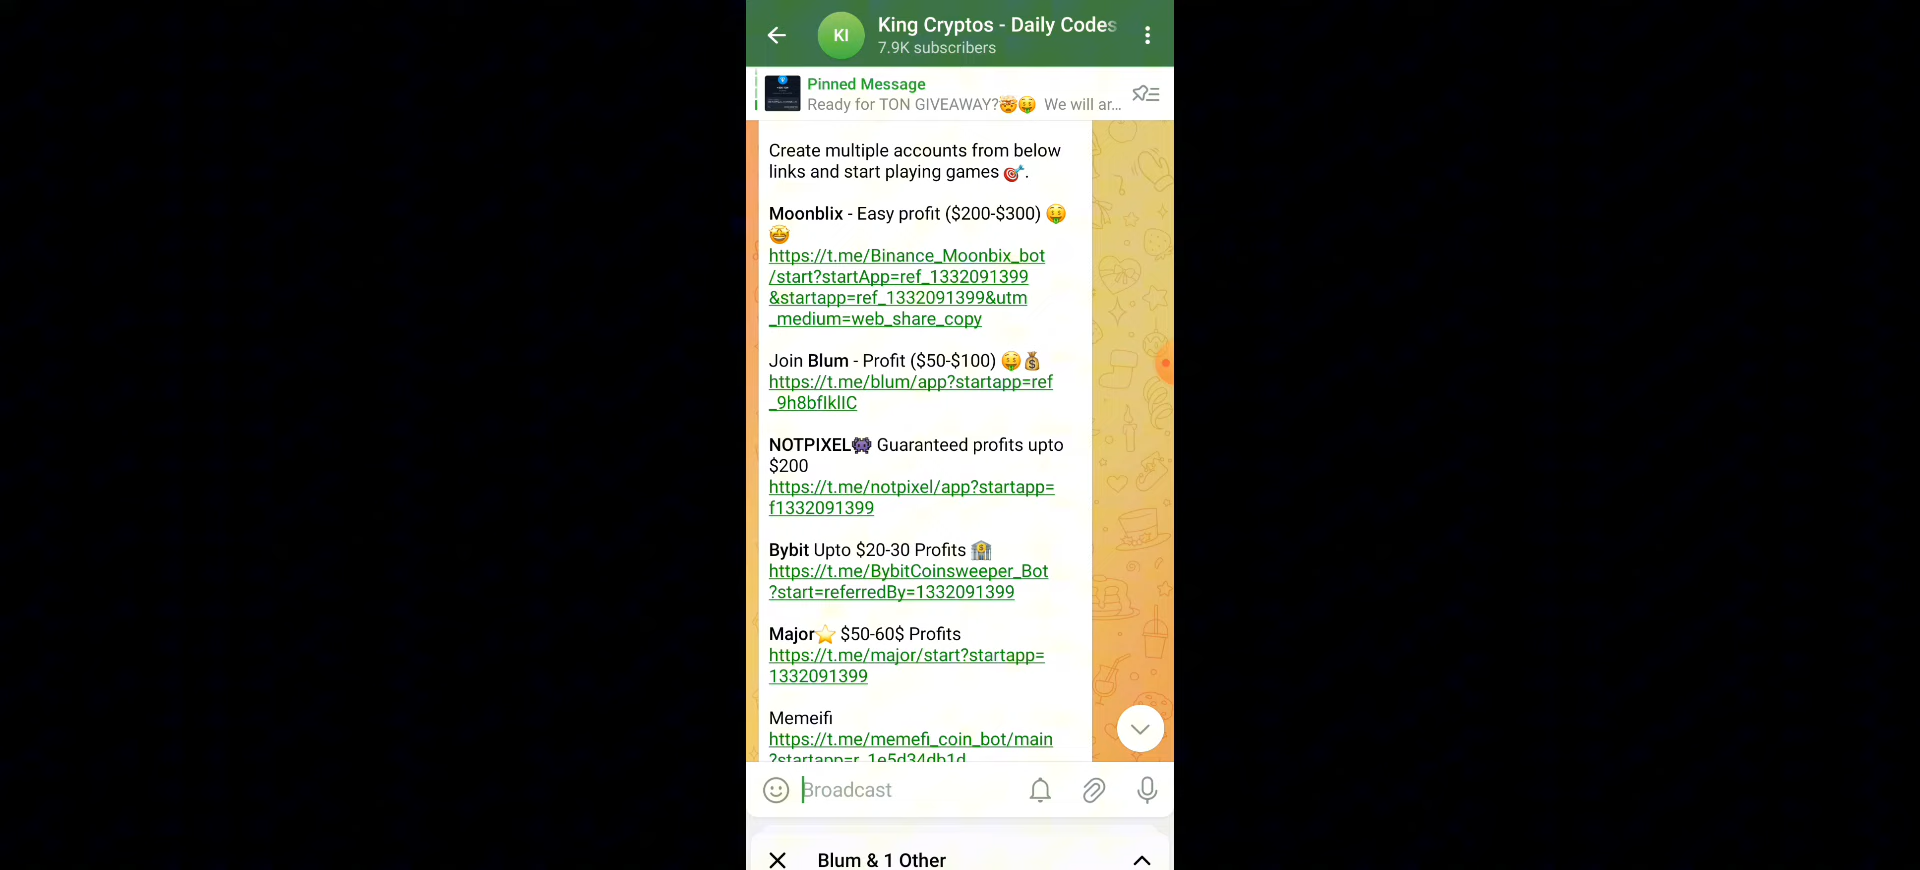 KI
King Cryptos - Daily Codes
7.9K subscribers
Pinned Message
Ready for TON GIVEAWAY?🤯🤑 We will ar...
Create multiple accounts from below
links and start playing games 🎯.
Moonblix - Easy profit ($200-$300) 🤑
🤩
https://t.me/Binance_Moonbix_bot
/start?startApp=ref_1332091399
&startapp=ref_1332091399&utm
_medium=web_share_copy
Join Blum - Profit ($50-$100) 🤑💰
https://t.me/blum/app?startapp=ref
_9h8bfIklIC
NOTPIXEL👾 Guaranteed profits upto
$200
https://t.me/notpixel/app?startapp=
f1332091399
Bybit Upto $20-30 Profits 🏦
https://t.me/BybitCoinsweeper_Bot
?start=referredBy=1332091399
Major⭐ $50-60$ Profits
https://t.me/major/start?startapp=
1332091399
Memeifi
https://t.me/memefi_coin_bot/main
?startapp=r_1e5d34db1d
Broadcast
Blum & 1 Other